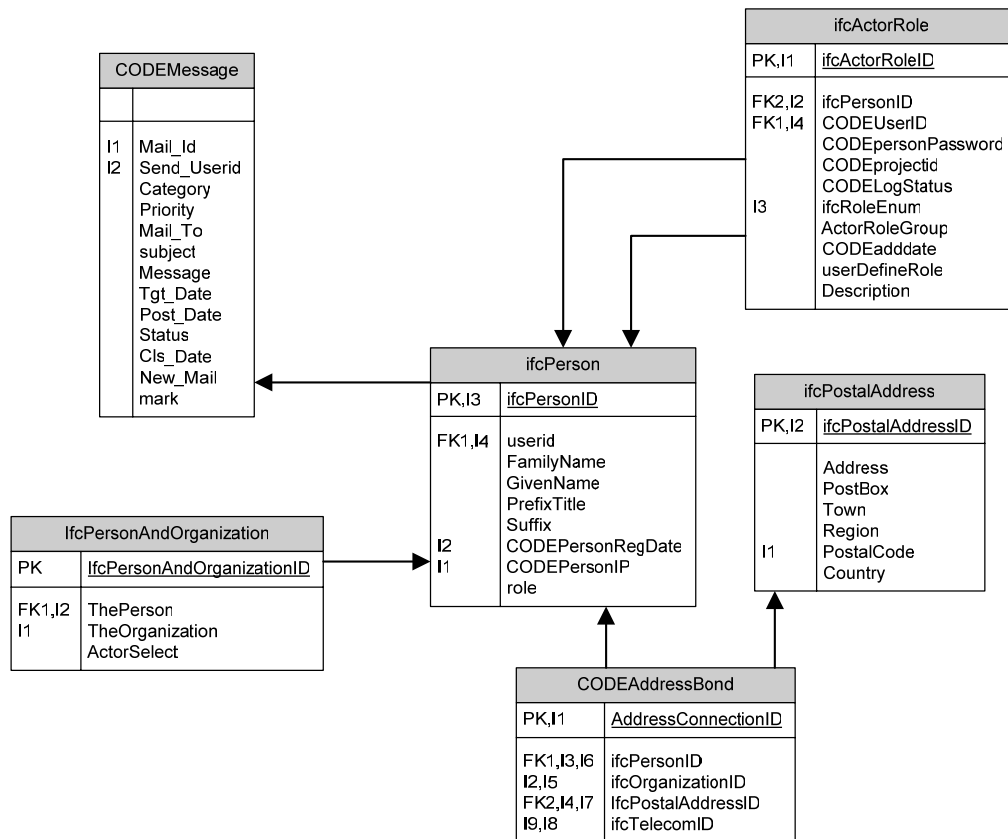 ifcActorRole
PK,I1 ifcActorRoleID
FK2,I2 ifcPersonID
FK1,I4 CODEUserID
CODEpersonPassword
CODEprojectid
CODELogStatus
I3 ifcRoleEnum
ActorRoleGroup
CODEadddate
userDefineRole
Description
CODEMessage
I1 Mail_Id
I2 Send_Userid
Category
Priority
Mail_To
subject
Message
Tgt_Date
Post_Date
Status
Cls_Date
New_Mail
mark
ifcPerson
PK,I3 ifcPersonID
FK1,I4 userid
FamilyName
GivenName
PrefixTitle
Suffix
I2 CODEPersonRegDate
I1 CODEPersonIP
role
ifcPostalAddress
PK,I2 ifcPostalAddressID
Address
PostBox
Town
Region
I1 PostalCode
Country
IfcPersonAndOrganization
PK IfcPersonAndOrganizationID
FK1,I2 ThePerson
I1 TheOrganization
ActorSelect
CODEAddressBond
PK,I1 AddressConnectionID
FK1,I3,I6 ifcPersonID
I2,I5 ifcOrganizationID
FK2,I4,I7 IfcPostalAddressID
I9,I8 ifcTelecomID